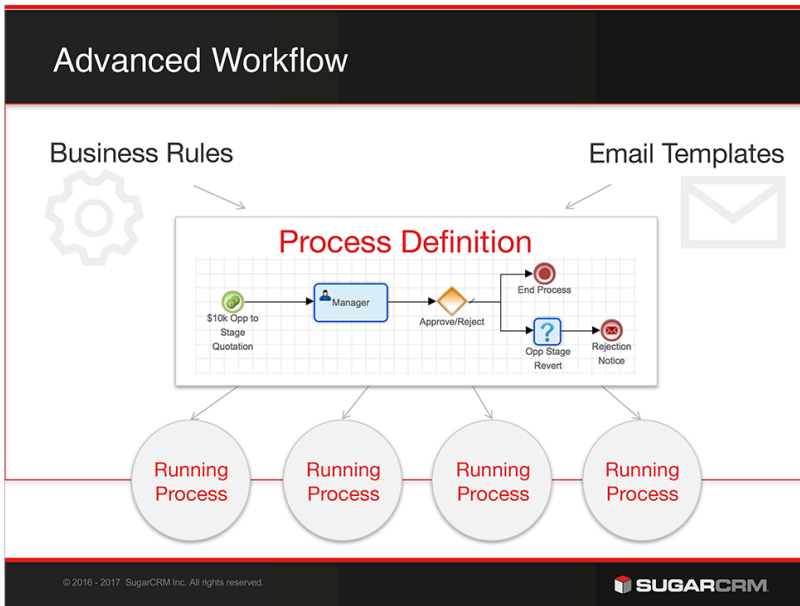 Advanced Workflow
Business Rules
Email Templates
Process Definition
$10k Opp to
Stage
Quotation
Manager
Approve/Reject
End Process
?
Opp Stage
Revert
Rejection
Notice
Running
Process
Running
Process
Running
Process
Running
Process
© 2016 - 2017 SugarCRM Inc. All rights reserved.
SUGARCRM